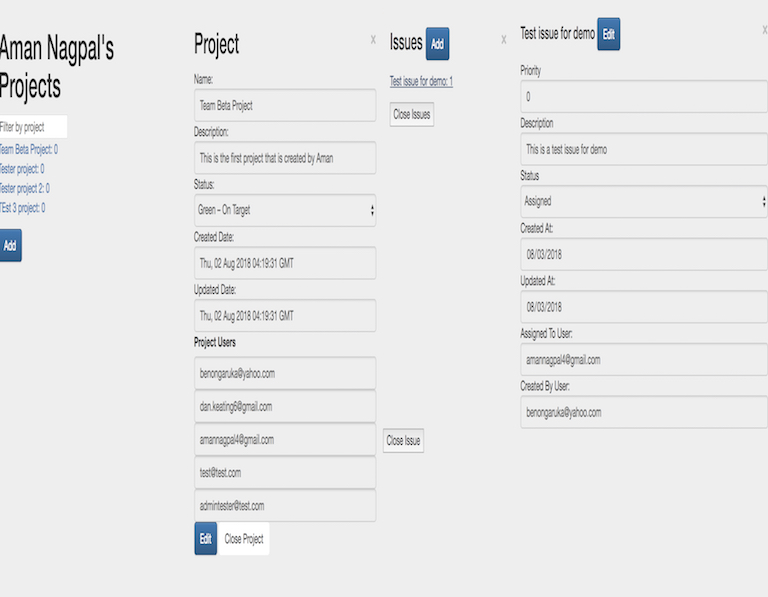 Aman Nagpal's
Projects
Filter by project
Team Beta Project: 0
Tester project: 0
Tester project 2: 0
TEst 3 project: 0
Add
Project
x
Name:
Team Beta Project
Description:
This is the first project that is created by Aman
Status:
Green – On Target
Created Date:
Thu, 02 Aug 2018 04:19:31 GMT
Updated Date:
Thu, 02 Aug 2018 04:19:31 GMT
Project Users
benongaruka@yahoo.com
dan.keating6@gmail.com
amannagpal4@gmail.com
test@test.com
admintester@test.com
Edit Close Project
Issues Add
x
Test issue for demo: 1
Close Issues
Close Issue
Test issue for demo Edit
x
Priority
0
Description
This is a test issue for demo
Status
Assigned
Created At:
08/03/2018
Updated At:
08/03/2018
Assigned To User:
amannagpal4@gmail.com
Created By User:
benongaruka@yahoo.com